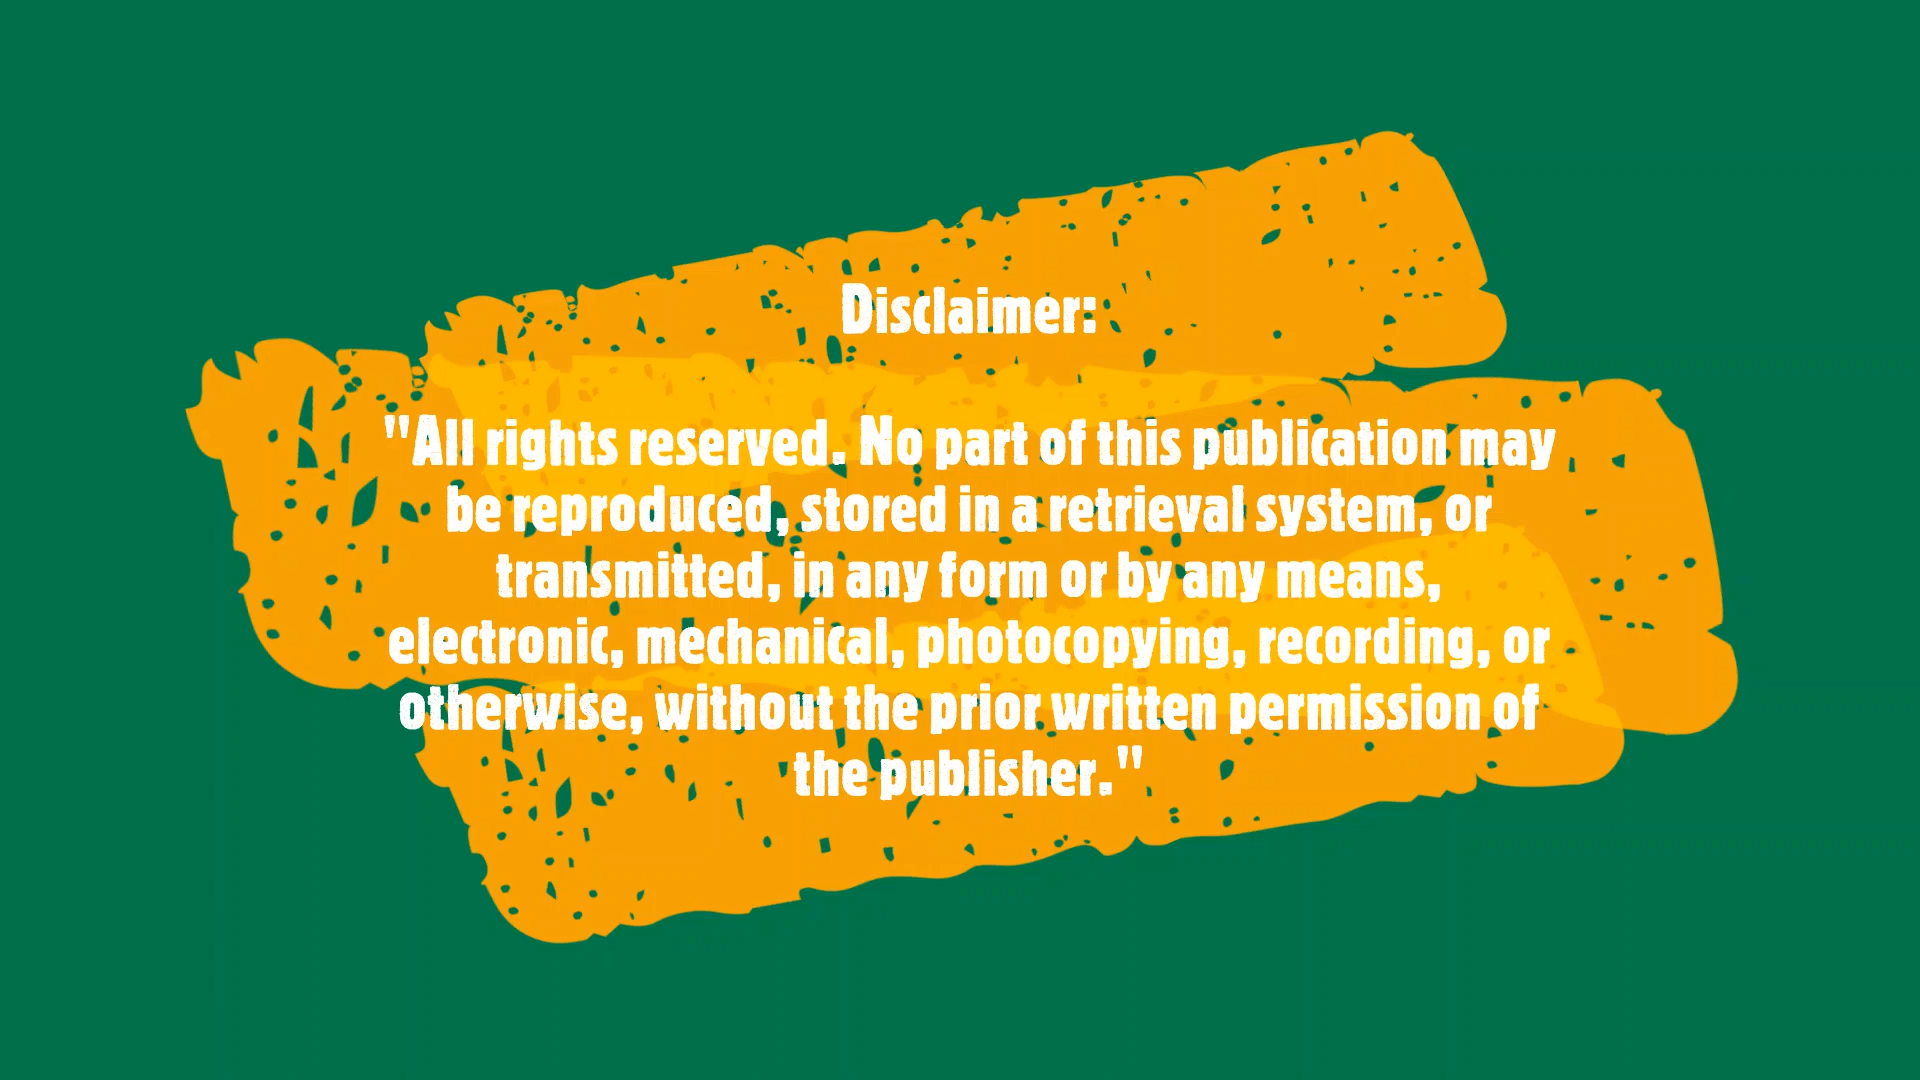 Disclaimer:
"All rights reserved. No part of this publication may
be reproduced, stored in a retrieval system, or
transmitted, in any form or by any means,
electronic, mechanical, photocopying, recording, or
otherwise, without the prior written permission of
the publisher."